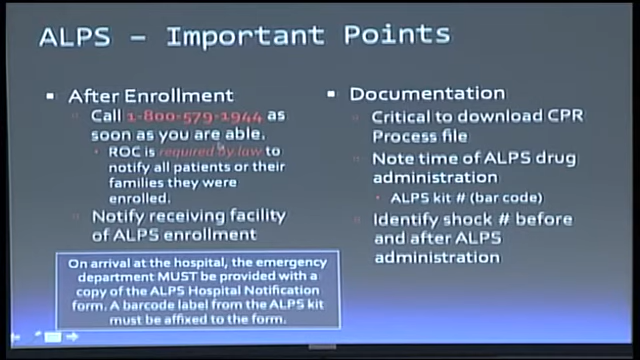 ALPS – Important Points
After Enrollment
Call 1-800-579-1944 as
soon as you are able.
ROC is required by law to
notify all patients or their
families they were
enrolled.
Notify receiving facility
of ALPS enrollment
On arrival at the hospital, the emergency
department MUST be provided with a
copy of the ALPS Hospital Notification
form. A barcode label from the ALPS kit
must be affixed to the form.
Documentation
Critical to download CPR
Process file
Note time of ALPS drug
administration
ALPS kit # (bar code)
Identify shock # before
and after ALPS
administration